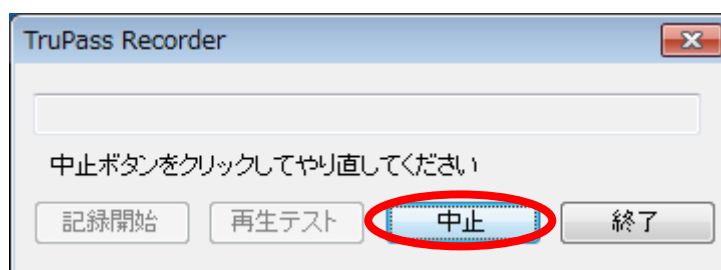 TruPass Recorder
中止ボタンをクリックしてやり直してください
記録開始 再生テスト 中止 終了